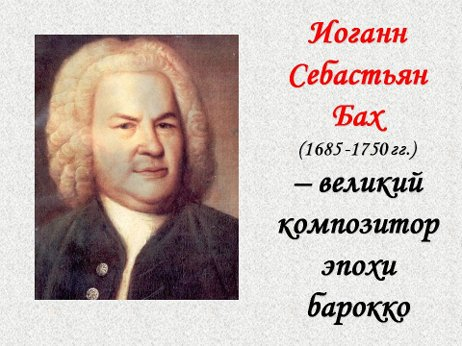 Иоганн
Себастьян
Бах
(1685 -1750 гг.)
– великий
композитор
эпохи
барокко